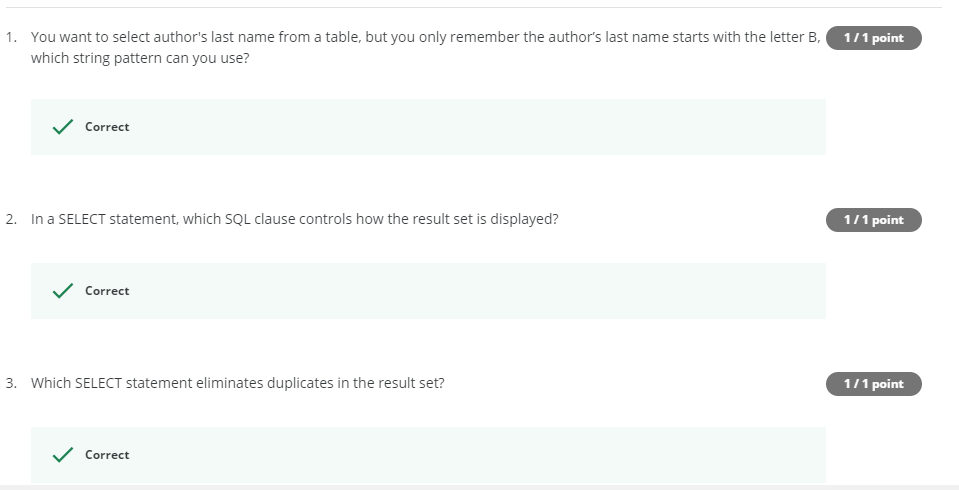 1. You want to select author's last name from a table, but you only remember the author’s last name starts with the letter B, 1 / 1 point
which string pattern can you use?
Correct
2. In a SELECT statement, which SQL clause controls how the result set is displayed? 1 / 1 point
Correct
3. Which SELECT statement eliminates duplicates in the result set? 1 / 1 point
Correct